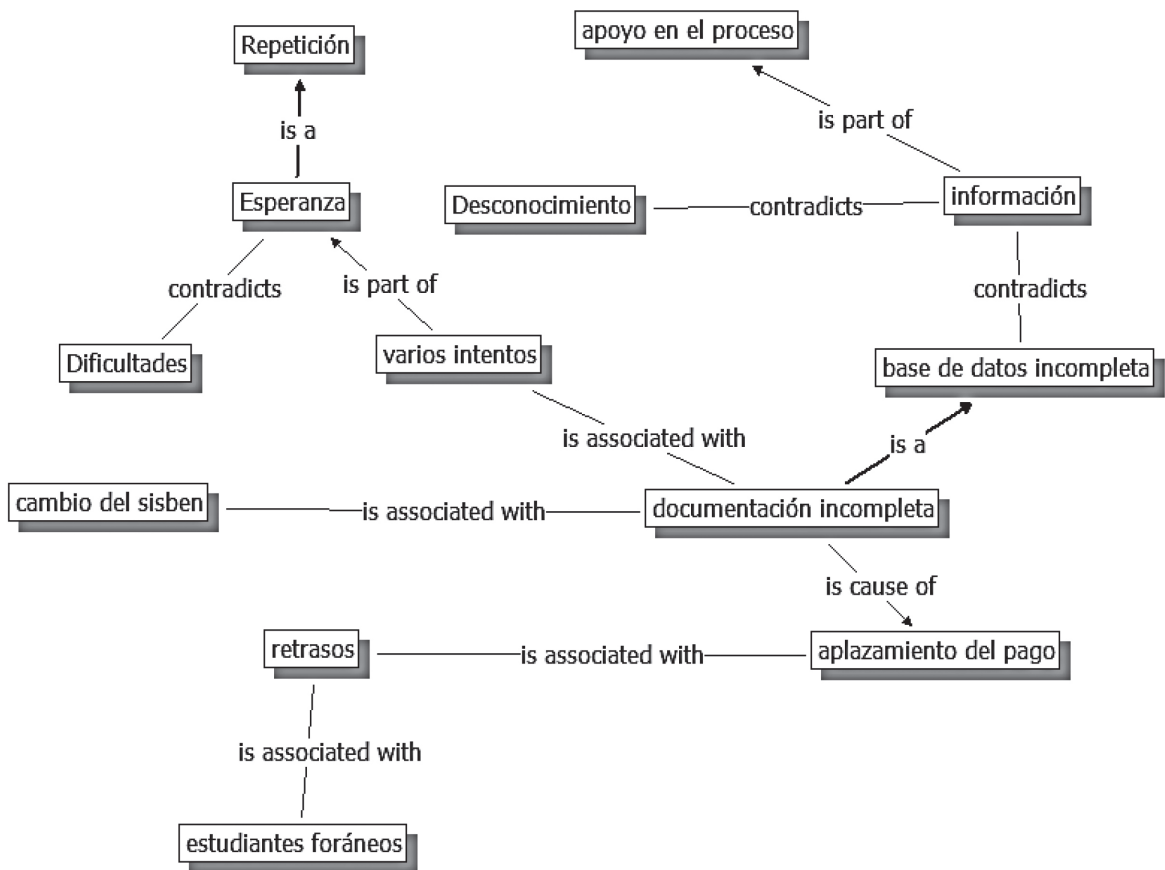 apoyo en el proceso
Repetición
is part of
is a
Esperanza
Desconocimiento
contradicts
información
contradicts
is part of
contradicts
Dificultades
varios intentos
base de datos incompleta
is associated with
is a
cambio del sisben
is associated with
documentación incompleta
is cause of
retrasos
is associated with
aplazamiento del pago
is associated with
estudiantes foráneos